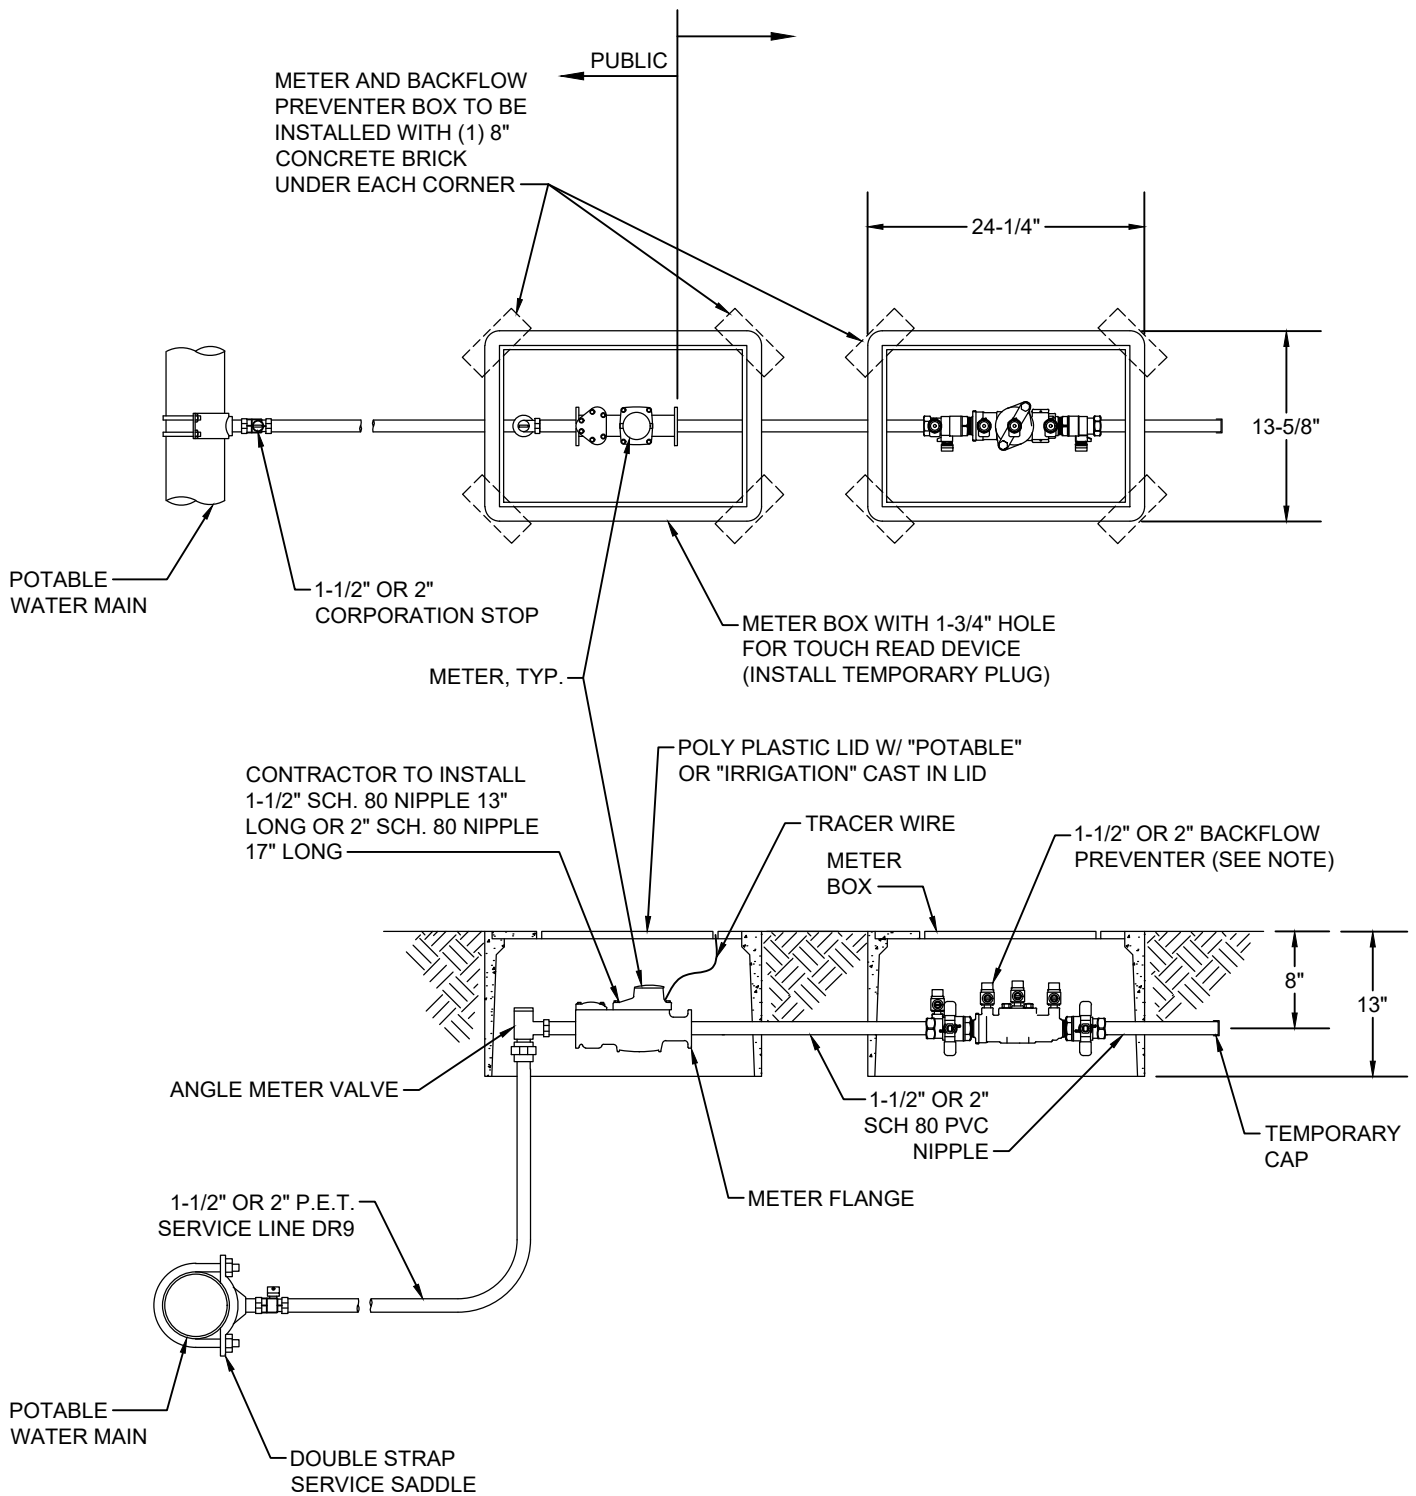 PUBLIC
METER AND BACKFLOW
PREVENTER BOX TO BE
INSTALLED WITH (1) 8"
CONCRETE BRICK
UNDER EACH CORNER
24-1/4"
13-5/8"
POTABLE
WATER MAIN
1-1/2" OR 2"
CORPORATION STOP
METER BOX WITH 1-3/4" HOLE
FOR TOUCH READ DEVICE
(INSTALL TEMPORARY PLUG)
METER, TYP.
POLY PLASTIC LID W/ "POTABLE"
OR "IRRIGATION" CAST IN LID
CONTRACTOR TO INSTALL
1-1/2" SCH. 80 NIPPLE 13"
LONG OR 2" SCH. 80 NIPPLE
17" LONG
TRACER WIRE
METER
BOX
1-1/2" OR 2" BACKFLOW
PREVENTER (SEE NOTE)
8"
13"
ANGLE METER VALVE
1-1/2" OR 2"
SCH 80 PVC
NIPPLE
TEMPORARY
CAP
METER FLANGE
1-1/2" OR 2" P.E.T.
SERVICE LINE DR9
POTABLE
WATER MAIN
DOUBLE STRAP
SERVICE SADDLE